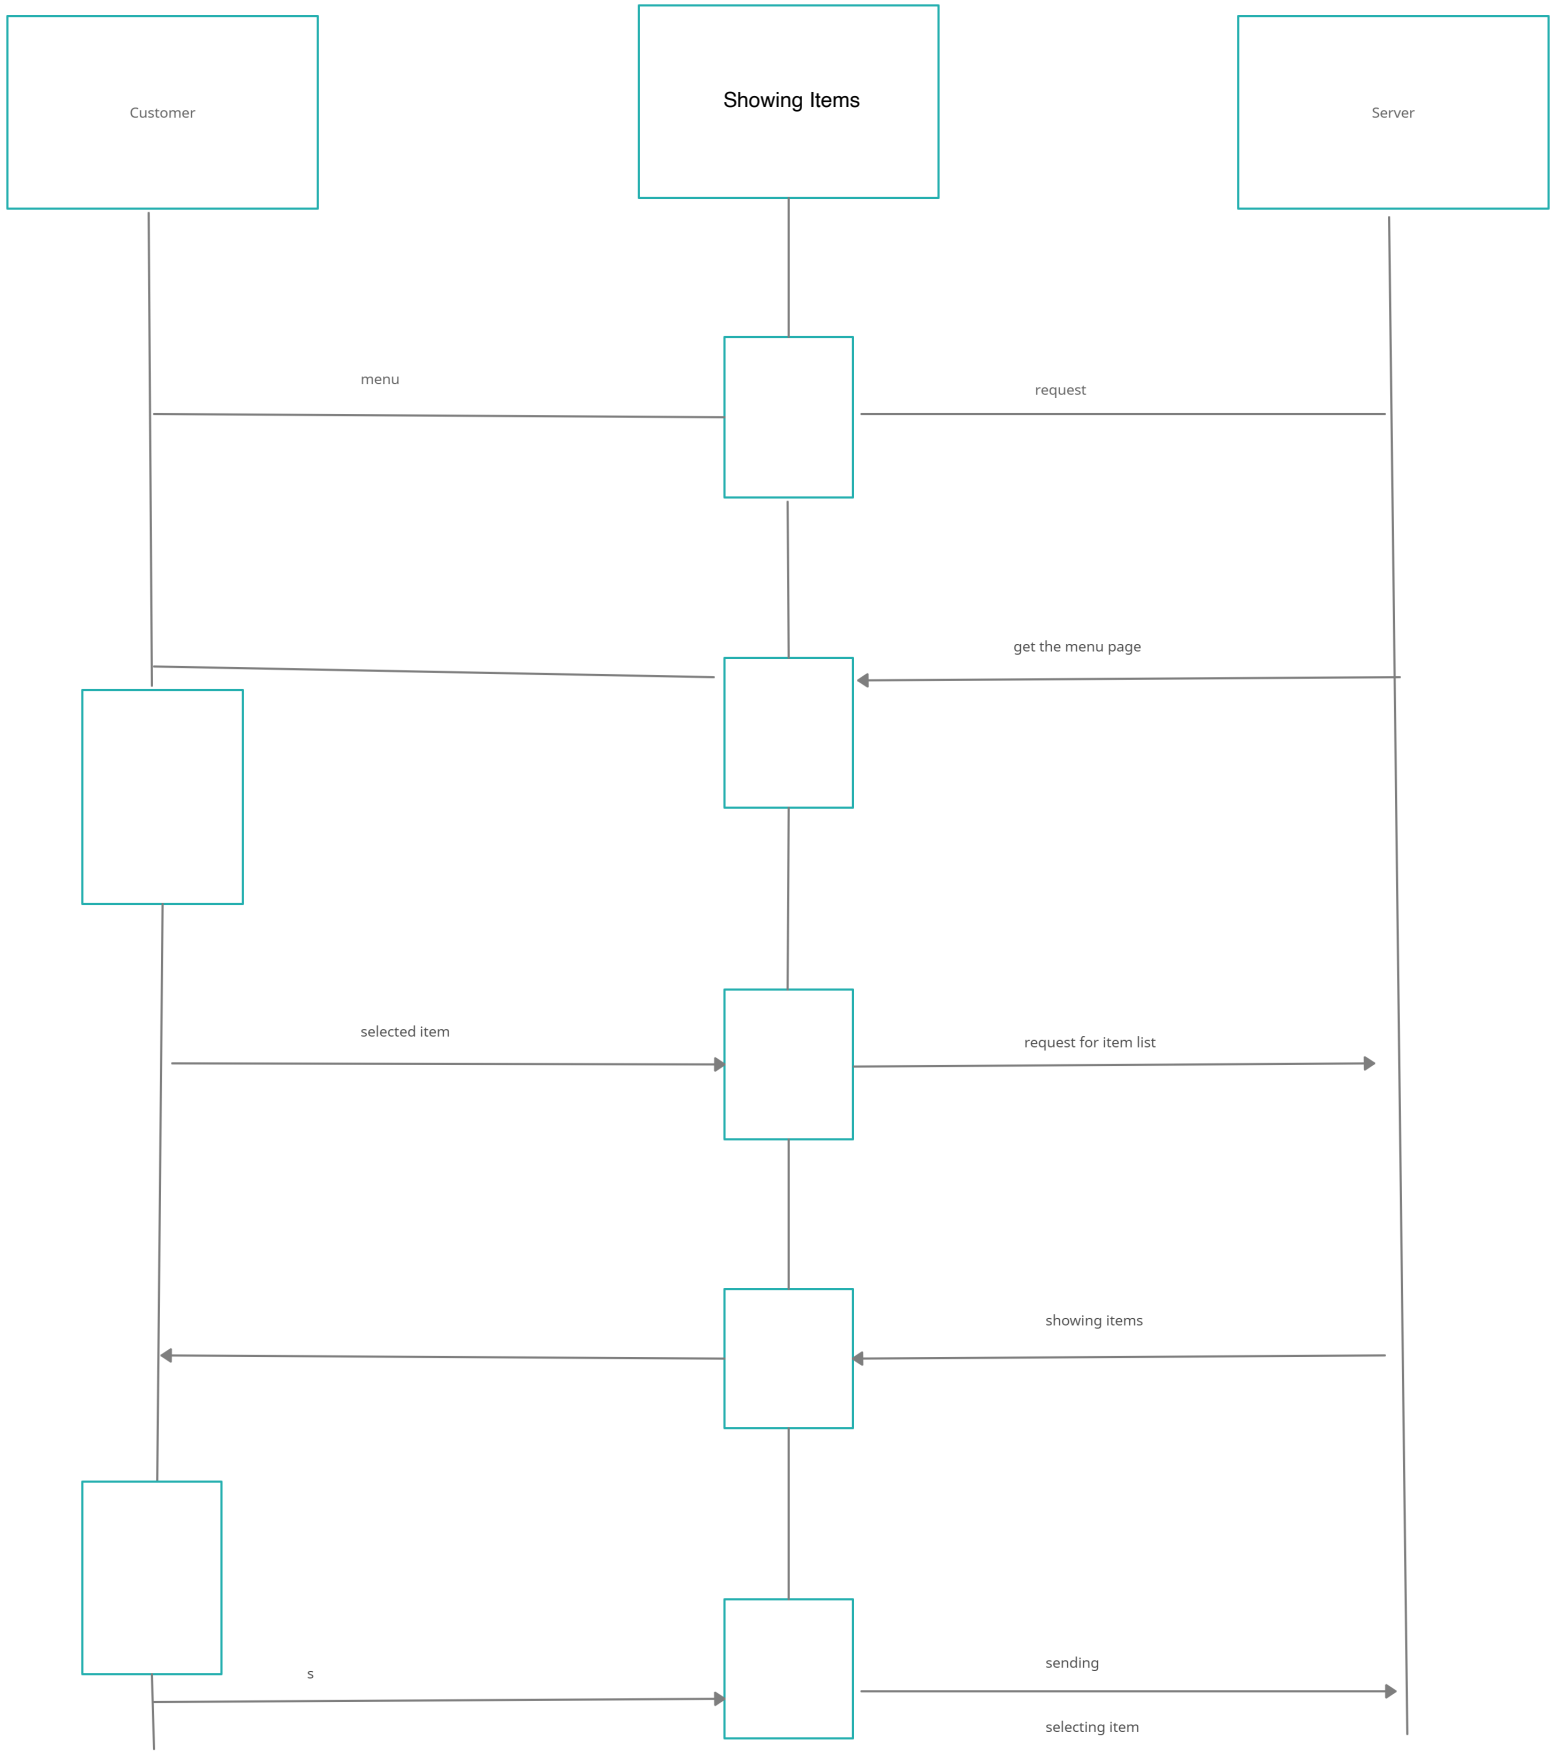 Customer
Showing Items
Server
menu
request
get the menu page
selected item
request for item list
showing items
s
sending
selecting item